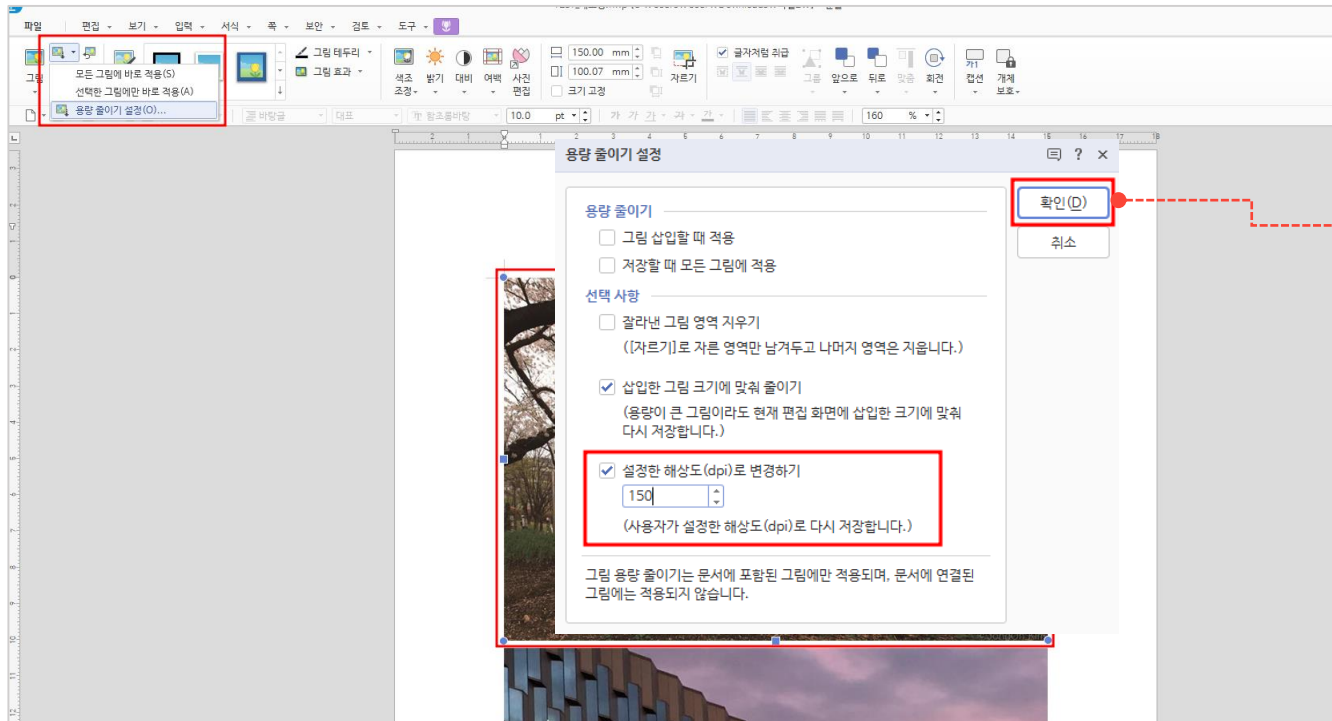 파일 편집 보기 입력 서식 쪽 보안 검토 도구
그림 테두리
그림 효과
색조 조정
밝기
대비
여백
사진 편집
150.00 mm
100.07 mm
크기 고정
자르기
글자처럼 취급
그룹
앞으로
뒤로
맞춤
회전
캡션
개체 보호
모든 그림에 바로 적용(S)
선택한 그림에만 바로 적용(A)
용량 줄이기 설정(O)...
바탕글
대표
함초롬바탕
10.0 pt
가 가 가 가 가
160 %
용량 줄이기 설정
용량 줄이기
그림 삽입할 때 적용
저장할 때 모든 그림에 적용
선택 사항
잘라낸 그림 영역 지우기
([자르기]로 자른 영역만 남겨두고 나머지 영역은 지웁니다.)
삽입한 그림 크기에 맞춰 줄이기
(용량이 큰 그림이라도 현재 편집 화면에 삽입한 크기에 맞춰
다시 저장합니다.)
설정한 해상도(dpi)로 변경하기
150
(사용자가 설정한 해상도(dpi)로 다시 저장합니다.)
그림 용량 줄이기는 문서에 포함된 그림에만 적용되며, 문서에 연결된
그림에는 적용되지 않습니다.
확인(D)
취소